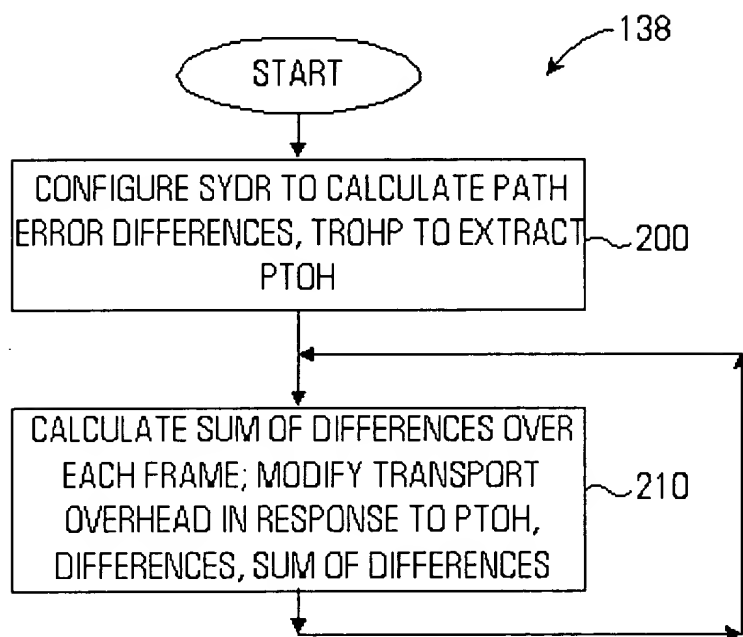 138
START
CONFIGURE SYDR TO CALCULATE PATH
ERROR DIFFERENCES, TROHP TO EXTRACT
PTOH
200
CALCULATE SUM OF DIFFERENCES OVER
EACH FRAME; MODIFY TRANSPORT
OVERHEAD IN RESPONSE TO PTOH,
DIFFERENCES, SUM OF DIFFERENCES
210